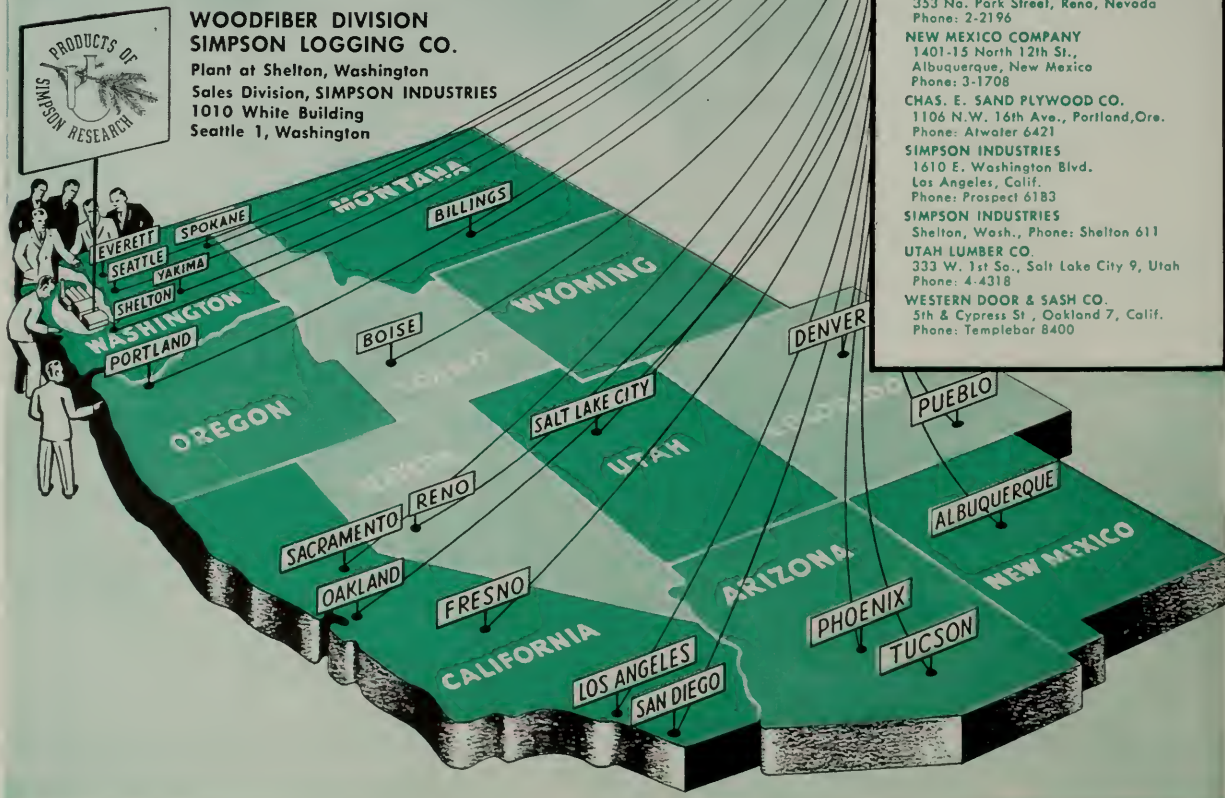 WOODFIBER DIVISION
SIMPSON LOGGING CO.
Plant at Shelton, Washington
Sales Division, SIMPSON INDUSTRIES
1010 White Building
Seattle 1, Washington
PRODUCTS OF
SIMPSON RESEARCH
353 No. Park Street, Reno, Nevada
Phone: 2-2196
NEW MEXICO COMPANY
1401-15 North 12th St.,
Albuquerque, New Mexico
Phone: 3-1708
CHAS. E. SAND PLYWOOD CO.
1106 N.W. 16th Ave., Portland,Ore.
Phone: Atwater 6421
SIMPSON INDUSTRIES
1610 E. Washington Blvd.
Los Angeles, Calif.
Phone: Prospect 6183
SIMPSON INDUSTRIES
Shelton, Wash., Phone: Shelton 611
UTAH LUMBER CO.
333 W. 1st So., Salt Lake City 9, Utah
Phone: 4-4318
WESTERN DOOR & SASH CO.
5th & Cypress St , Oakland 7, Calif.
Phone: Templebar 8400
MONTANA
BILLINGS
SPOKANE
EVERETT
SEATTLE
YAKIMA
SHELTON
WASHINGTON
PORTLAND
WYOMING
BOISE
IDAHO
DENVER
OREGON
SALT LAKE CITY
UTAH
COLORADO
PUEBLO
NEVADA
RENO
SACRAMENTO
OAKLAND
FRESNO
CALIFORNIA
ALBUQUERQUE
NEW MEXICO
ARIZONA
PHOENIX
TUCSON
LOS ANGELES
SAN DIEGO